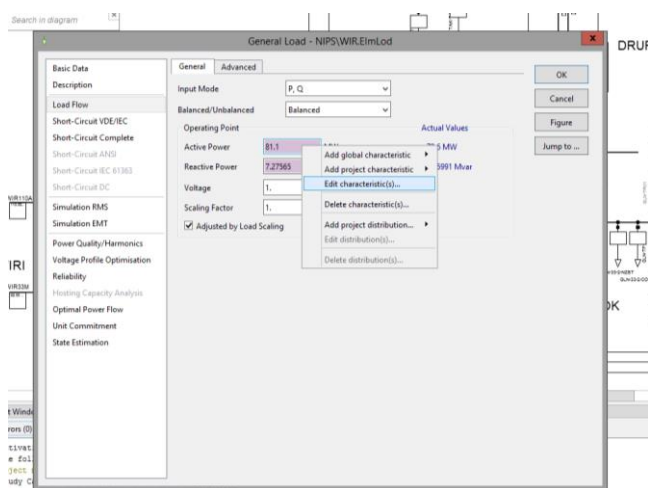 Search in diagram
General Load - NIPS\WIR.ElmLod
Basic Data
Description
Load Flow
Short-Circuit VDE/IEC
Short-Circuit Complete
Short-Circuit ANSI
Short-Circuit IEC 61363
Short-Circuit DC
Simulation RMS
Simulation EMT
Power Quality/Harmonics
Voltage Profile Optimisation
Reliability
Hosting Capacity Analysis
Optimal Power Flow
Unit Commitment
State Estimation
General Advanced
Input Mode P, Q
Balanced/Unbalanced Balanced
Operating Point Actual Values
Active Power 81.1
Reactive Power 7.27565
Voltage 1.
Scaling Factor 1.
Adjusted by Load Scaling
MW
5991 Mvar
Add global characteristic
Add project characteristic
Edit characteristic(s)...
Delete characteristic(s)...
Add project distribution...
Edit distribution(s)...
Delete distribution(s)...
OK
Cancel
Figure
Jump to ...
DRUP
IRI
OK